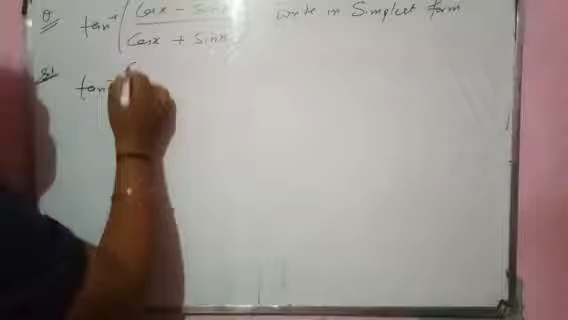 Q tan⁻¹ ( Cosx - Sinx / Cosx + Sinx write in Simplest form
Sol tan⁻¹ (